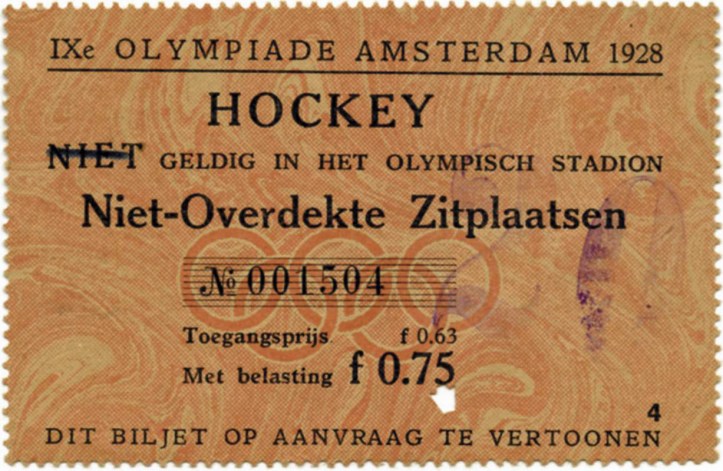 IXe OLYMPIADE AMSTERDAM 1928
HOCKEY
NIET GELDIG IN HET OLYMPISCH STADION
Niet-Overdekte Zitplaatsen
№ 001504
Toegangsprijs f 0.63
Met belasting f 0.75
4
DIT BILJET OP AANVRAAG TE VERTOONEN